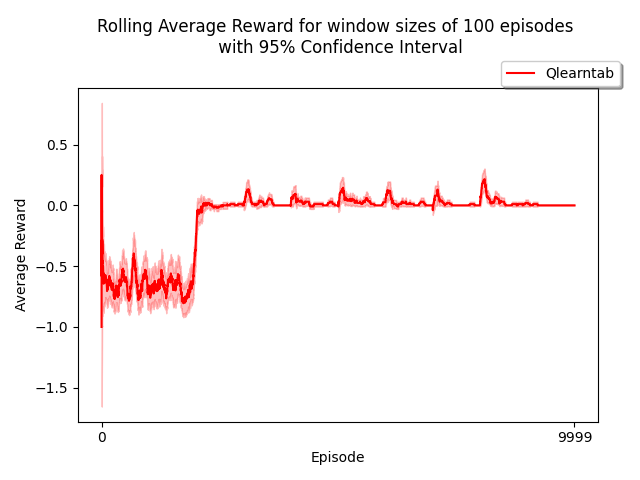 Rolling Average Reward for window sizes of 100 episodes
with 95% Confidence Interval
Qlearntab
0.5
0.0
−0.5
−1.0
−1.5
Average Reward
0 9999
Episode